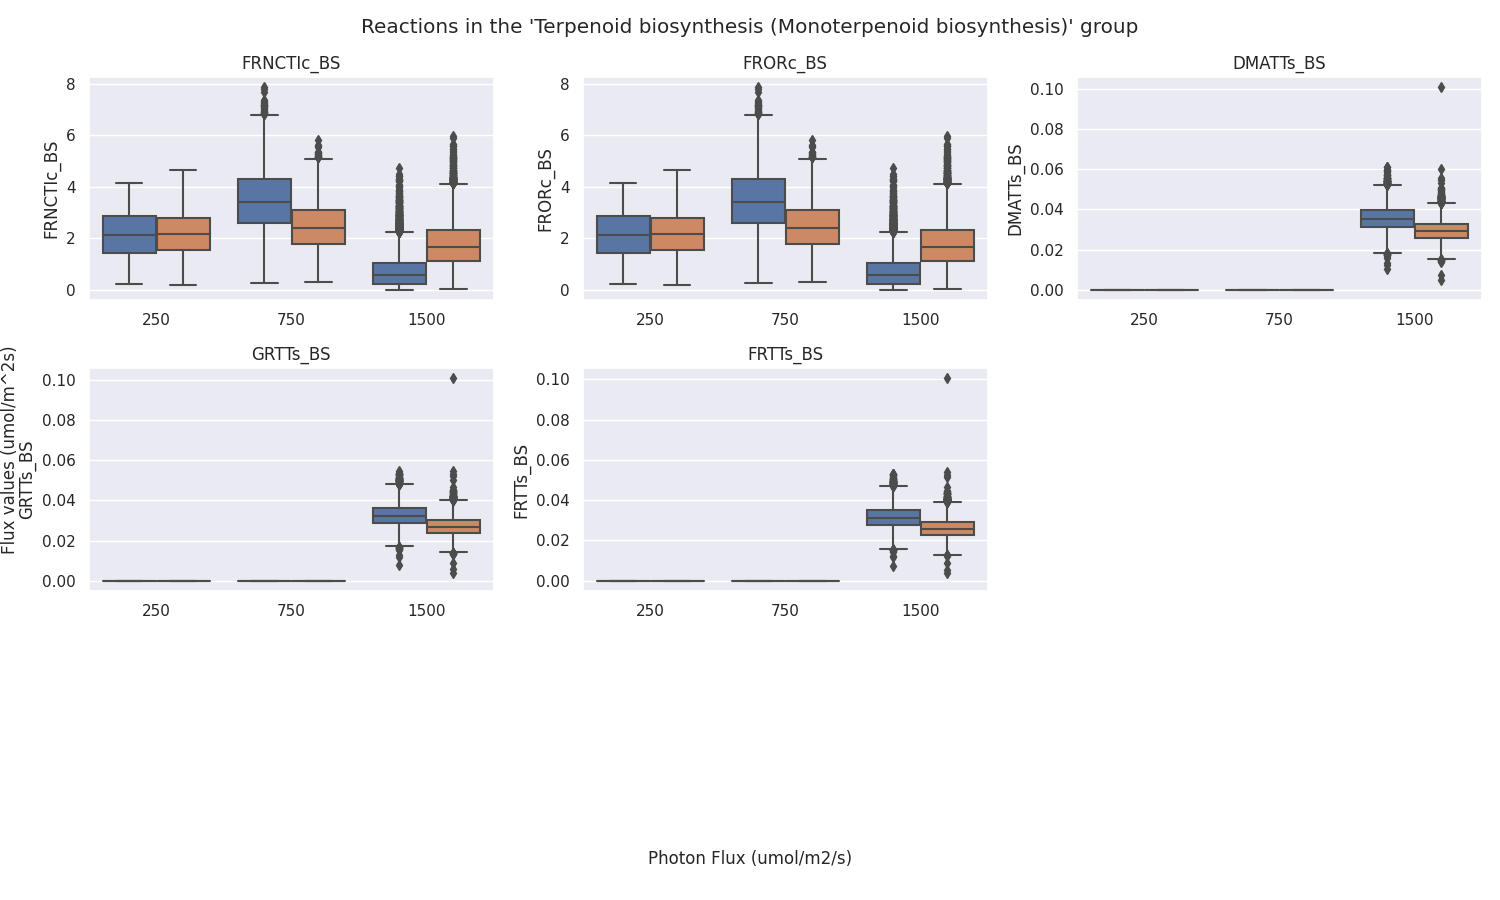 Reactions in the 'Terpenoid biosynthesis (Monoterpenoid biosynthesis)' group
FRNCTIc_BS
FRNCTIc_BS
8
6
4
2
0
250 750 1500
FRORc_BS
FRORc_BS
8
6
4
2
0
250 750 1500
DMATTs_BS
DMATTs_BS
0.10
0.08
0.06
0.04
0.02
0.00
250 750 1500
Flux values (umol/m^2s)
GRTTs_BS
GRTTs_BS
0.10
0.08
0.06
0.04
0.02
0.00
250 750 1500
FRTTs_BS
FRTTs_BS
0.10
0.08
0.06
0.04
0.02
0.00
250 750 1500
Photon Flux (umol/m2/s)